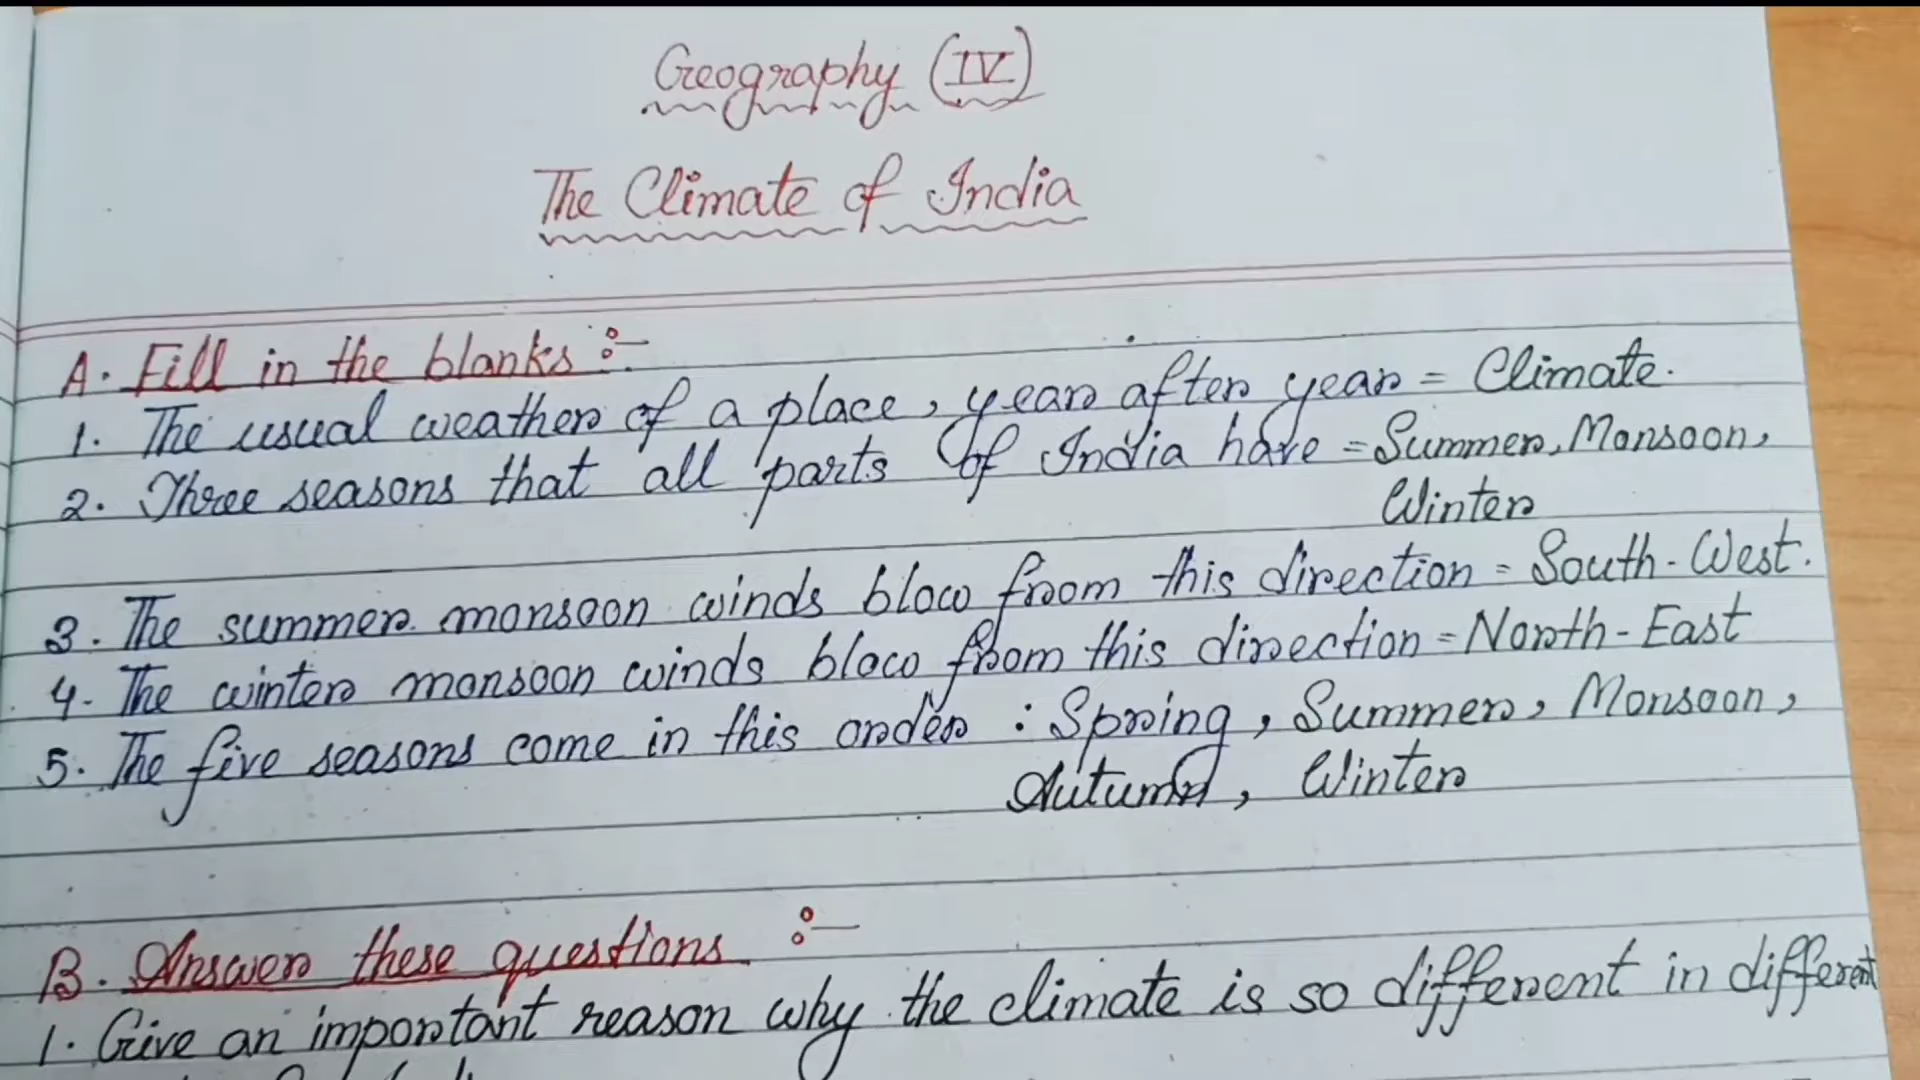 Geography (IV)
The Climate of India
A. Fill in the blanks :-
1. The usual weather of a place, year after year = Climate.
2. Three seasons that all parts of India have = Summer, Monsoon,
Winter
3. The summer monsoon winds blow from this direction = South-West.
4. The winter monsoon winds blow from this direction = North-East
5. The five seasons come in this order : Spring, Summer, Monsoon,
Autumn, Winter
B. Answer these questions :-
1. Give an important reason why the climate is so different in different